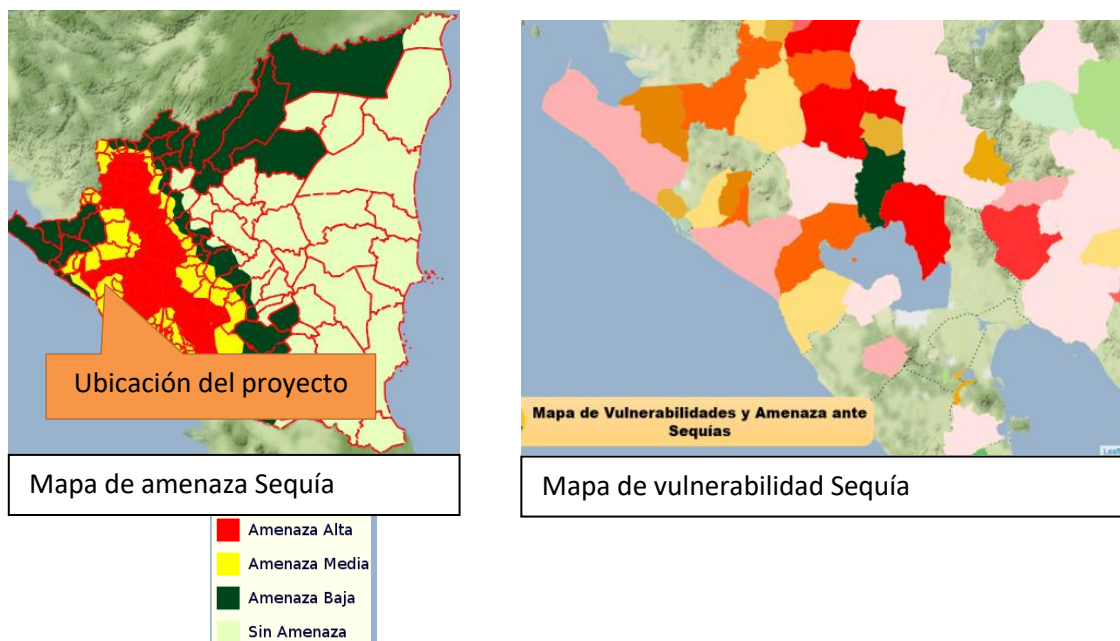 Ubicación del proyecto
Mapa de amenaza Sequía
Amenaza Alta
Amenaza Media
Amenaza Baja
Sin Amenaza
Mapa de Vulnerabilidades y Amenaza ante
Sequías
Mapa de vulnerabilidad Sequía